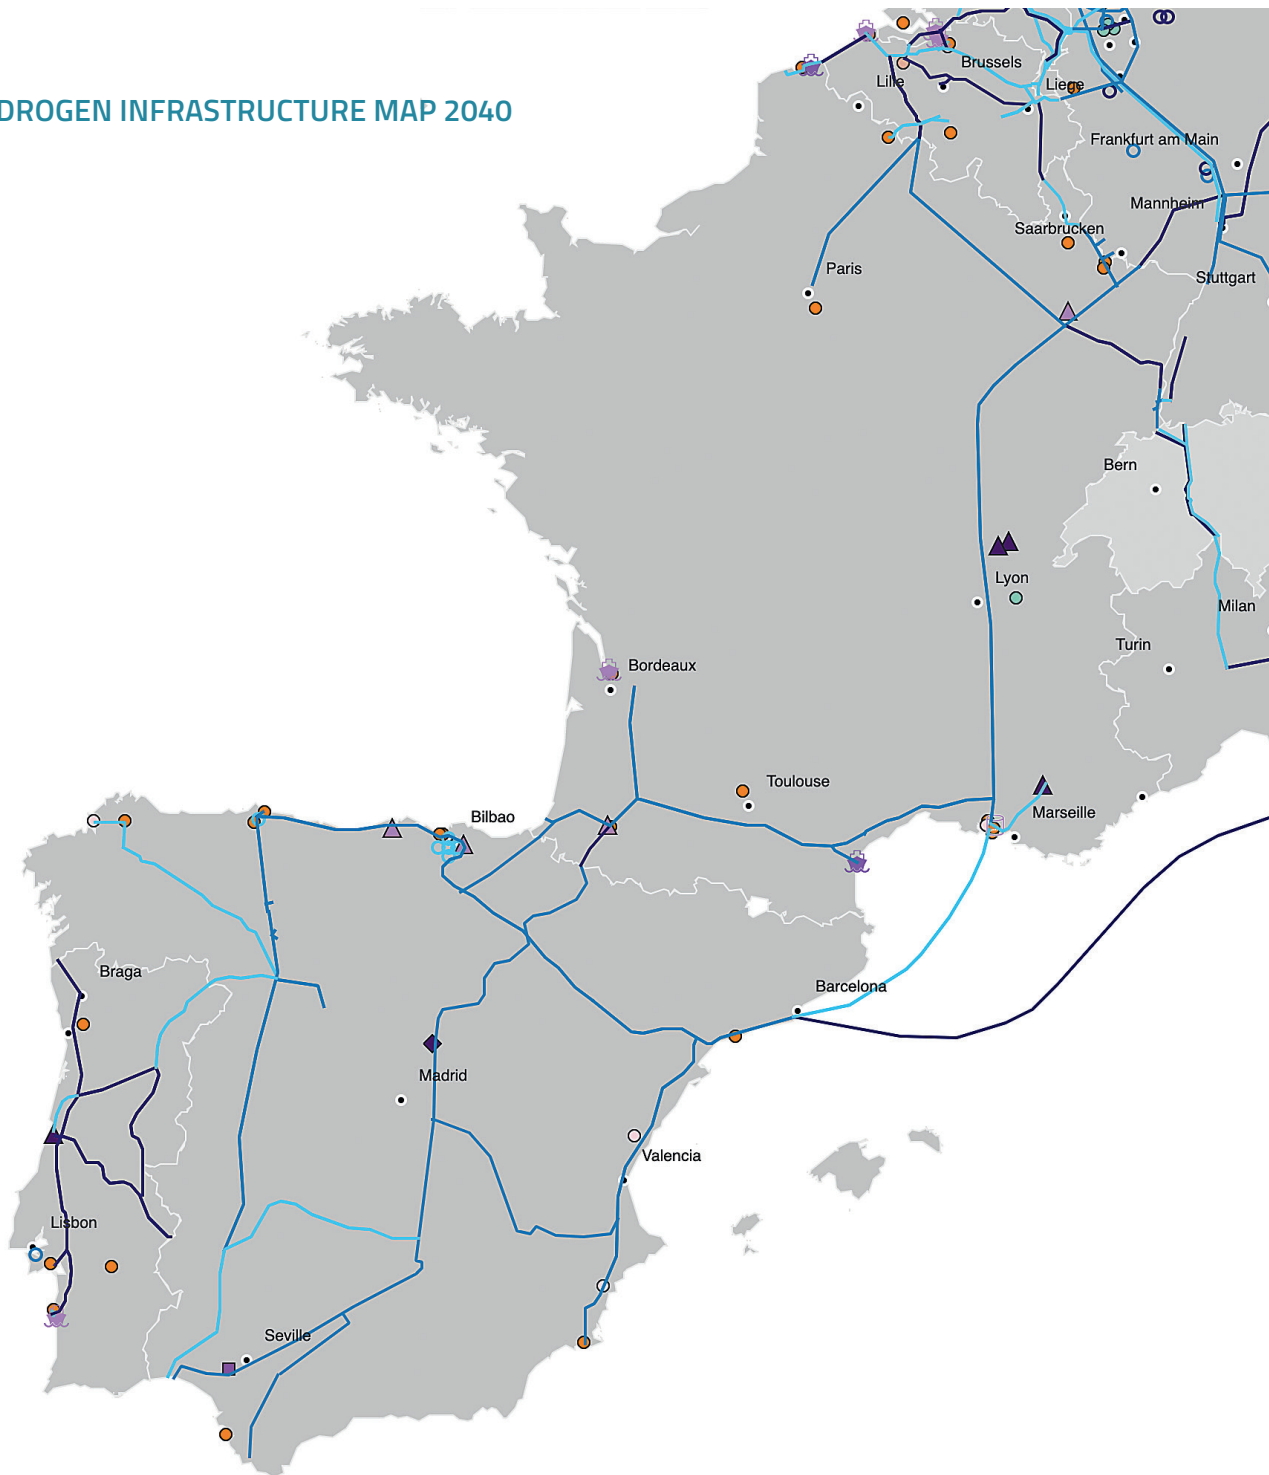 DROGEN INFRASTRUCTURE MAP 2040
Brussels
Lille
Liege
Frankfurt am Main
Mannheim
Saarbrucken
Paris
Stuttgart
Bern
Lyon
Milan
Turin
Bordeaux
Toulouse
Marseille
Bilbao
Braga
Barcelona
Madrid
Valencia
Lisbon
Seville